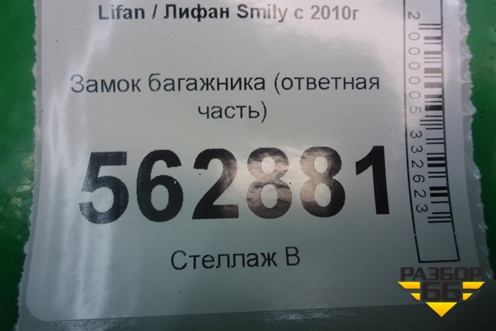 Lifan / Лифан Smily с 2010г
Замок багажника (ответная
часть)
562881
Стеллаж В
2000005332623
РАЗБОР
66